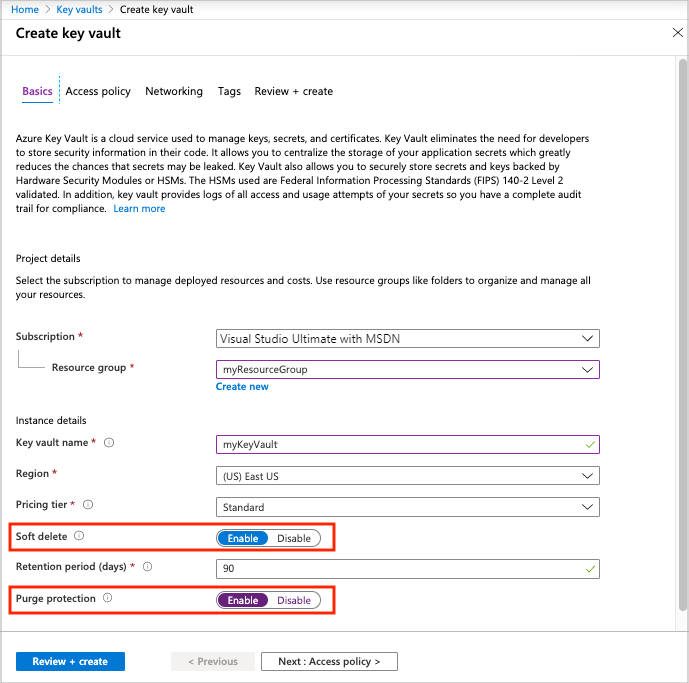 Home > Key vaults > Create key vault
Create key vault
Basics Access policy Networking Tags Review + create
Azure Key Vault is a cloud service used to manage keys, secrets, and certificates. Key Vault eliminates the need for developers
to store security information in their code. It allows you to centralize the storage of your application secrets which greatly
reduces the chances that secrets may be leaked. Key Vault also allows you to securely store secrets and keys backed by
Hardware Security Modules or HSMs. The HSMs used are Federal Information Processing Standards (FIPS) 140-2 Level 2
validated. In addition, key vault provides logs of all access and usage attempts of your secrets so you have a complete audit
trail for compliance. Learn more
Project details
Select the subscription to manage deployed resources and costs. Use resource groups like folders to organize and manage all
your resources.
Subscription * Visual Studio Ultimate with MSDN
Resource group * myResourceGroup
Create new
Instance details
Key vault name * myKeyVault
Region * (US) East US
Pricing tier * Standard
Soft delete Enable Disable
Retention period (days) * 90
Purge protection Enable Disable
Review + create < Previous Next : Access policy >